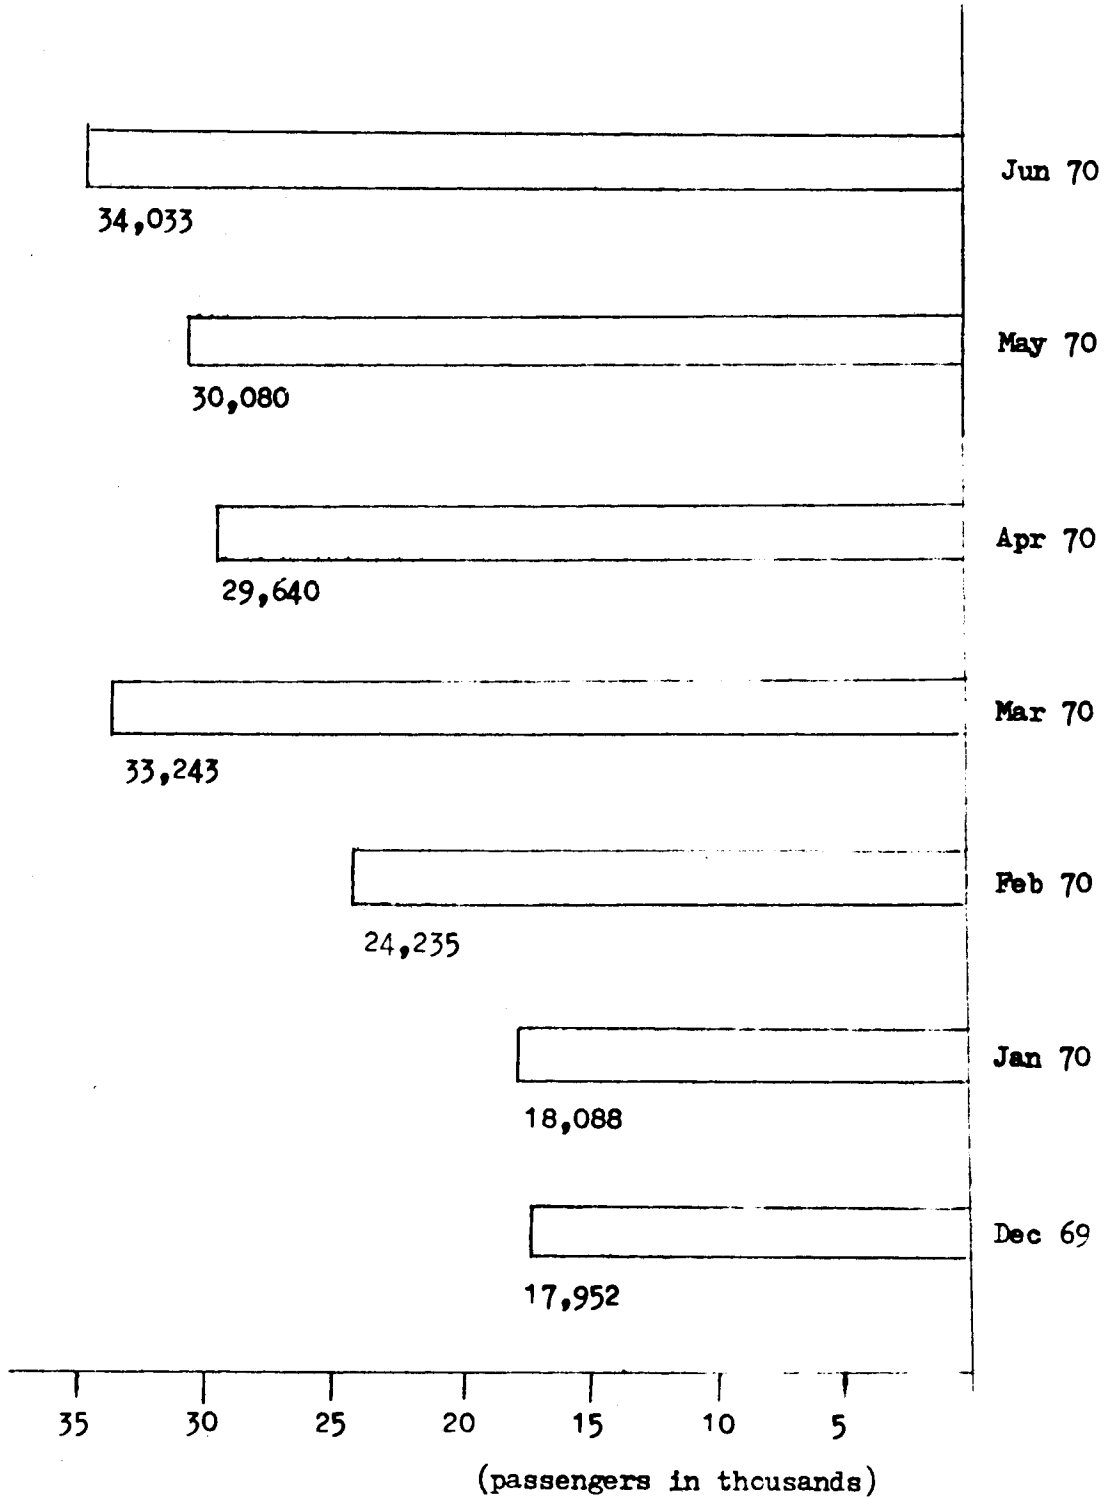 Jun 70
34,033
May 70
30,080
Apr 70
29,640
Mar 70
33,243
Feb 70
24,235
Jan 70
18,088
Dec 69
17,952
35 30 25 20 15 10 5
(passengers in thousands)